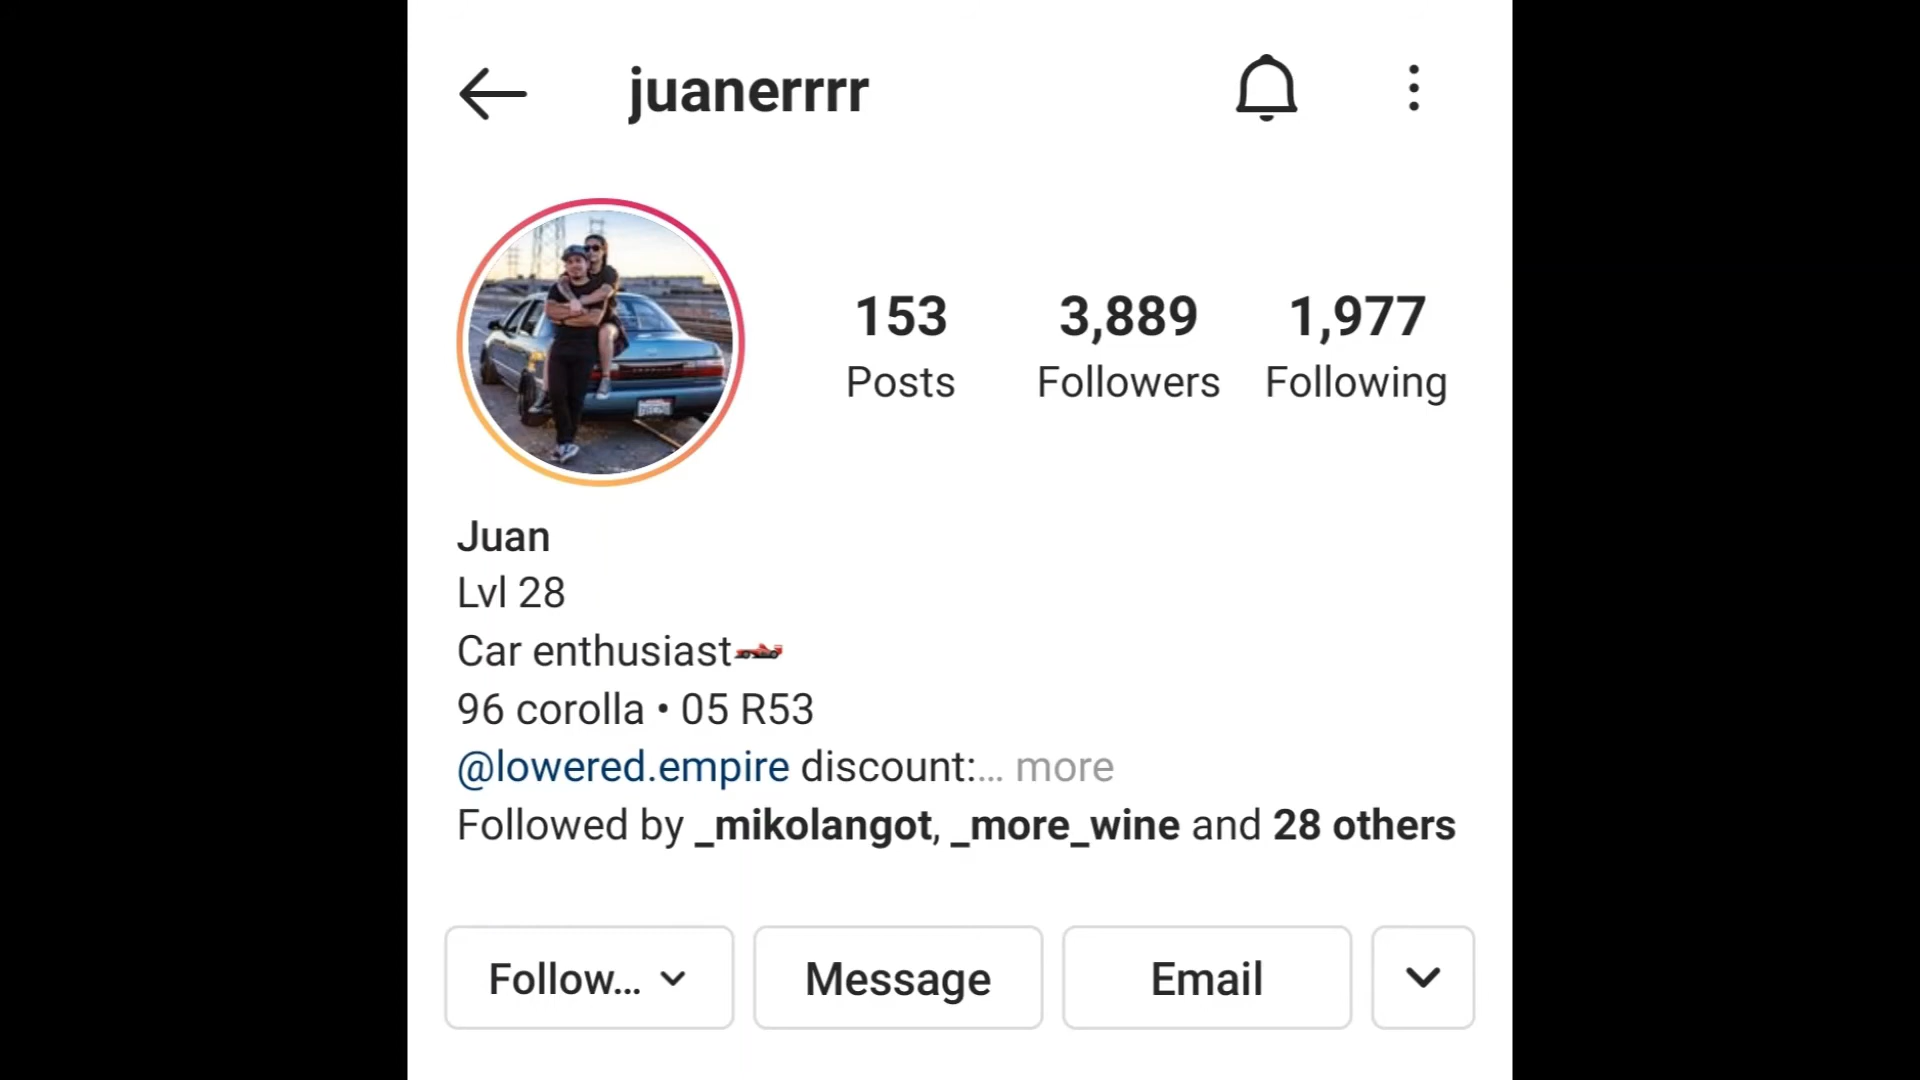 juanerrrr
153 3,889 1,977
Posts Followers Following
Juan
Lvl 28
Car enthusiast🏎️
96 corolla • 05 R53
@lowered.empire discount:... more
Followed by _mikolangot, _more_wine and 28 others
Follow... Message Email